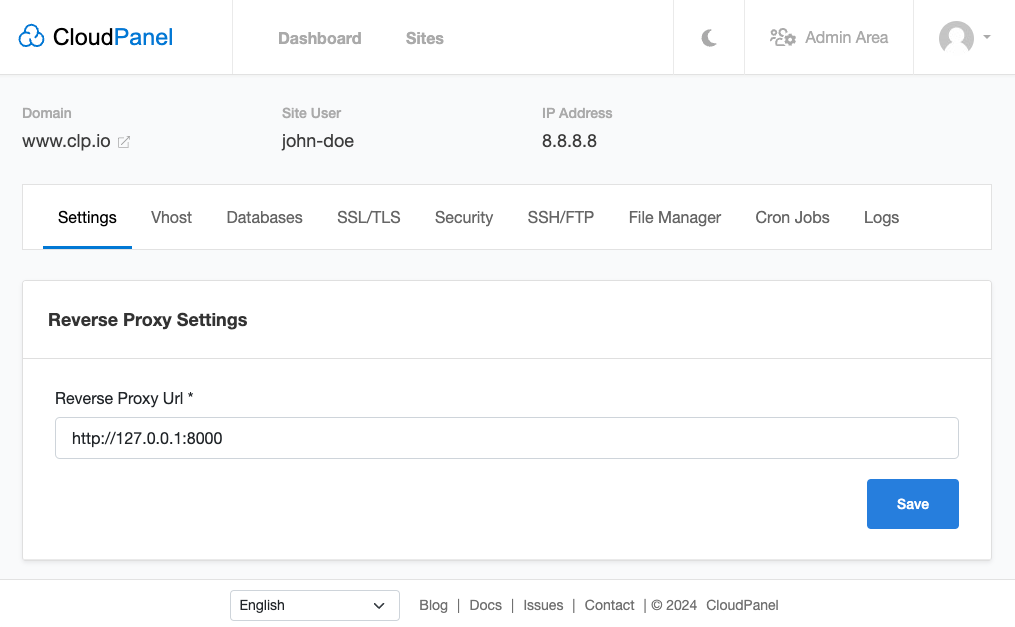 CloudPanel
Dashboard Sites Admin Area
Domain Site User IP Address
www.clp.io john-doe 8.8.8.8
Settings Vhost Databases SSL/TLS Security SSH/FTP File Manager Cron Jobs Logs
Reverse Proxy Settings
Reverse Proxy Url *
http://127.0.0.1:8000
Save
English Blog | Docs | Issues | Contact | © 2024 CloudPanel